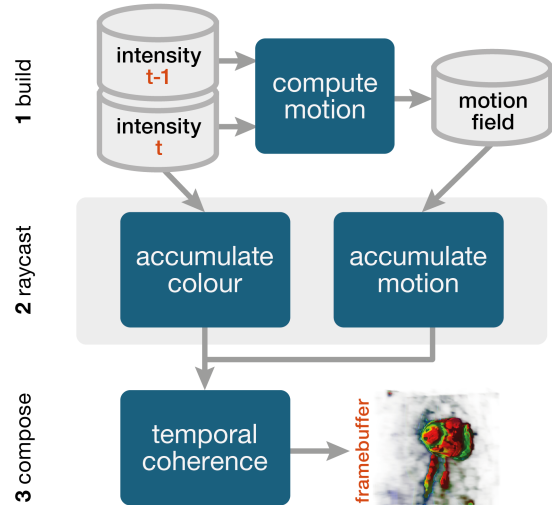 1 build
intensity
t-1
intensity
t
compute
motion
motion
field
2 raycast
accumulate
colour
accumulate
motion
3 compose
temporal
coherence
framebuffer